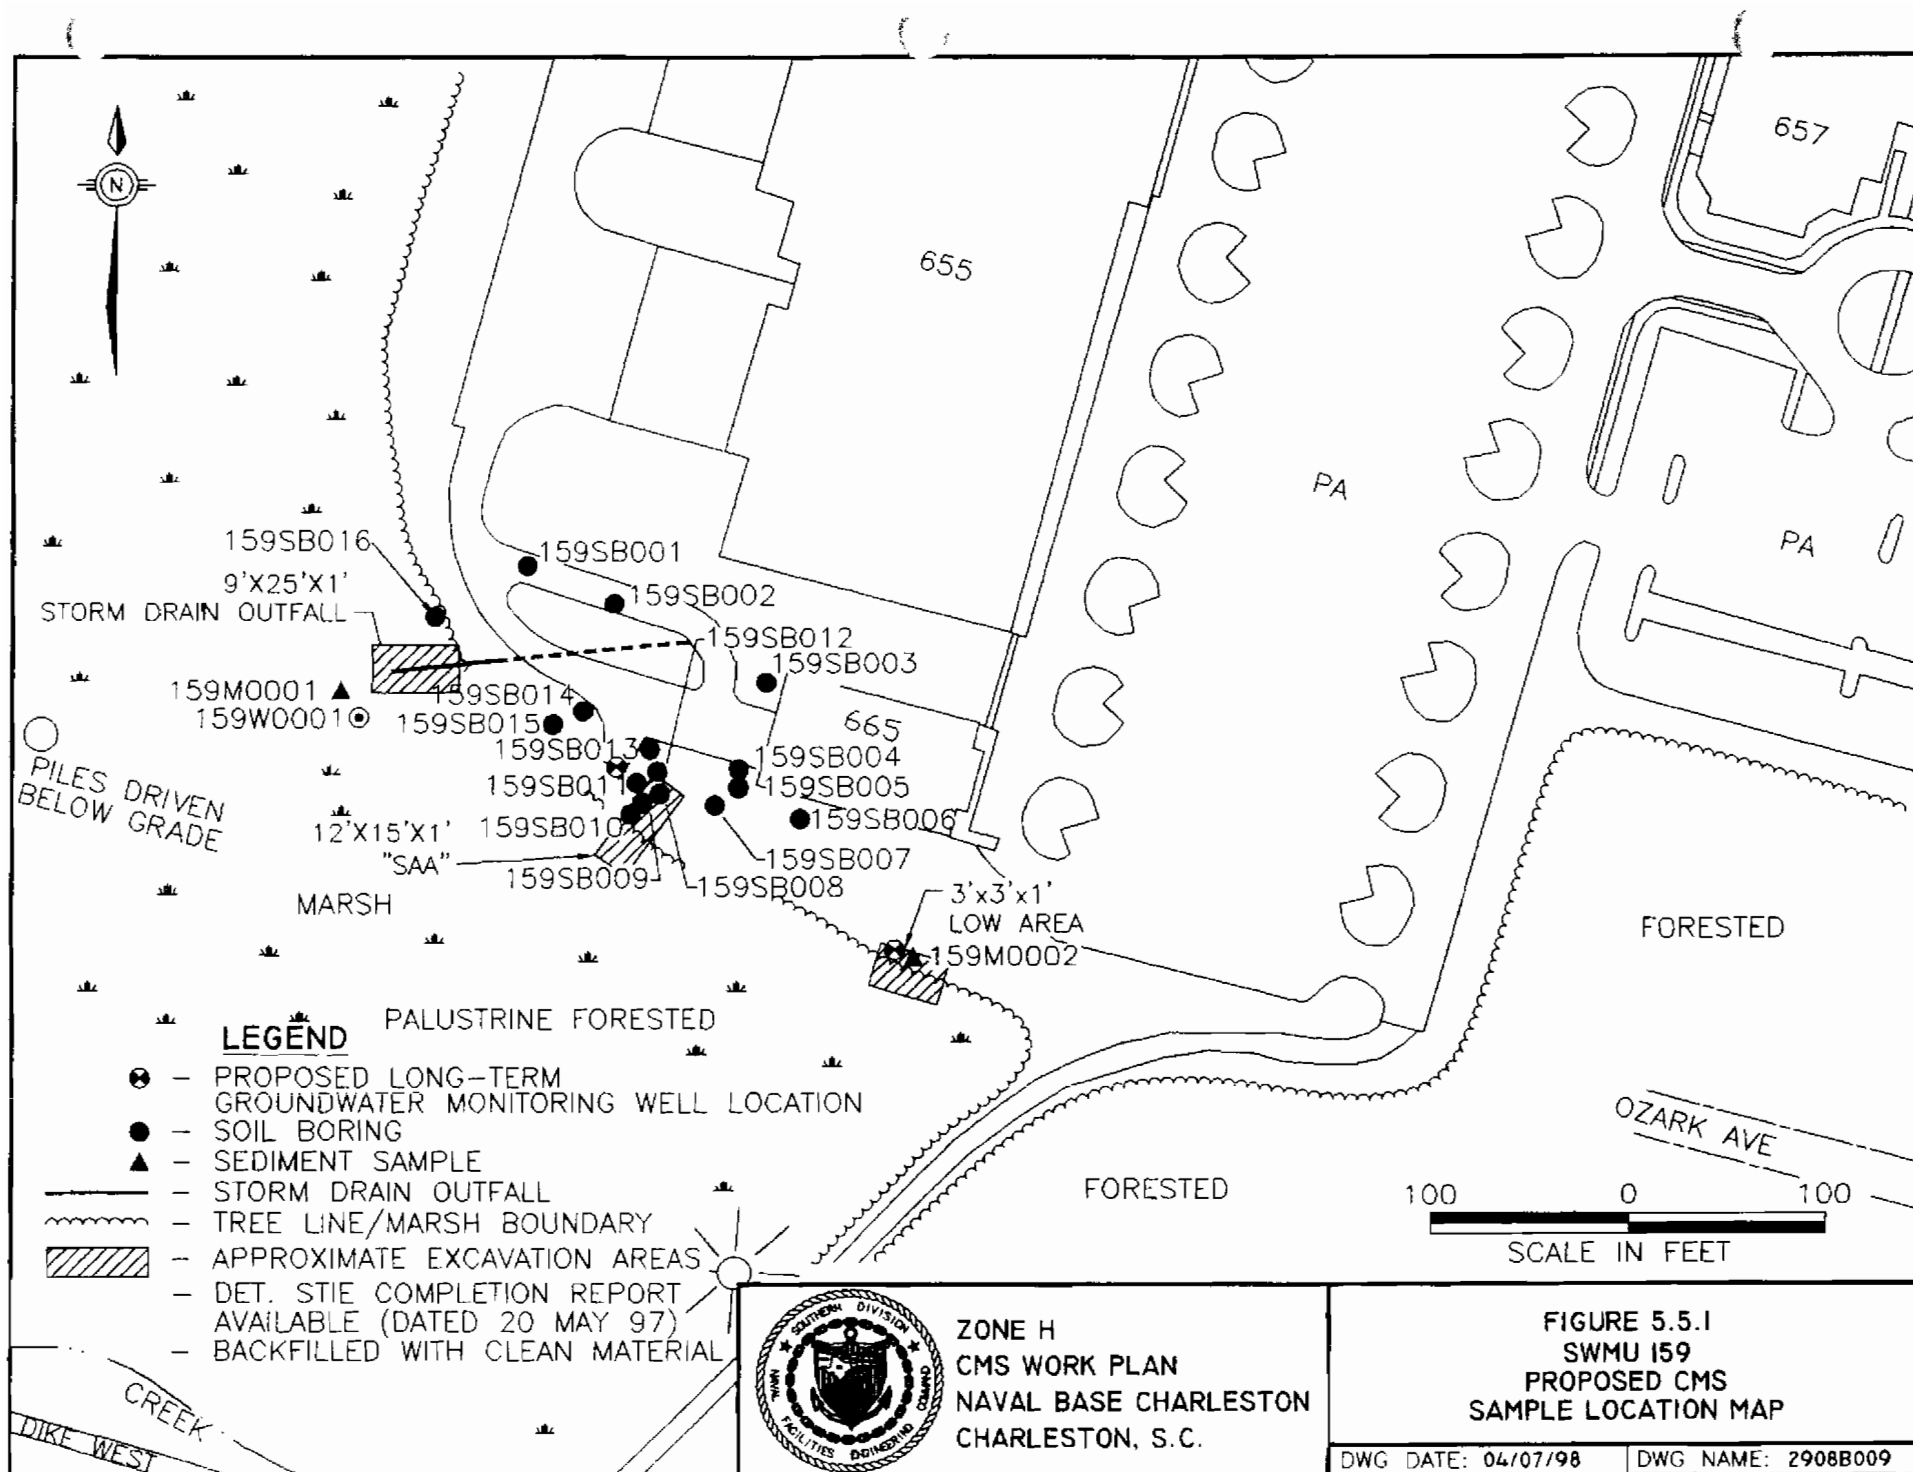 N
657
655
PA
PA
159SB016
159SB001
9'X25'X1'
STORM DRAIN OUTFALL
159SB002
159SB012
159SB003
159M0001
159SB014
159W0001
159SB015
665
159SB013
159SB004
PILES DRIVEN
BELOW GRADE
159SB011
159SB005
12'X15'X1'
159SB010
159SB006
"SAA"
159SB007
159SB009
159SB008
MARSH
3'x3'x1'
LOW AREA
159M0002
FORESTED
PALUSTRINE FORESTED
LEGEND
– PROPOSED LONG-TERM
GROUNDWATER MONITORING WELL LOCATION
– SOIL BORING
– SEDIMENT SAMPLE
– STORM DRAIN OUTFALL
– TREE LINE/MARSH BOUNDARY
– APPROXIMATE EXCAVATION AREAS
– DET. STIE COMPLETION REPORT
AVAILABLE (DATED 20 MAY 97)
– BACKFILLED WITH CLEAN MATERIAL
OZARK AVE
FORESTED
100 0 100
SCALE IN FEET
CREEK
DIKE WEST
SOUTHERN DIVISION
NAVAL FACILITIES ENGINEERING COMMAND
ZONE H
CMS WORK PLAN
NAVAL BASE CHARLESTON
CHARLESTON, S.C.
FIGURE 5.5.1
SWMU 159
PROPOSED CMS
SAMPLE LOCATION MAP
DWG DATE: 04/07/98
DWG NAME: 2908B009